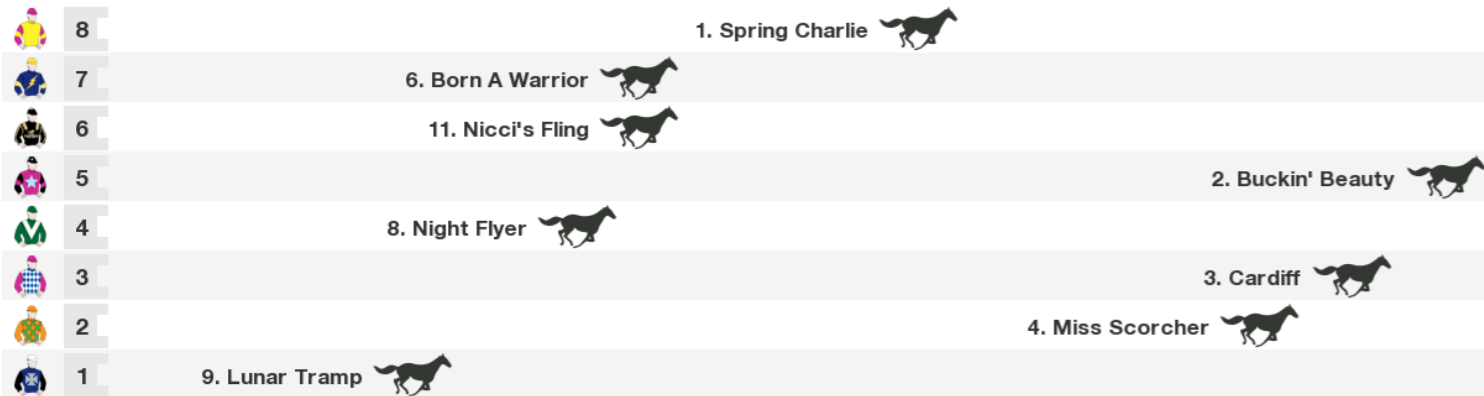 8 1. Spring Charlie
7 6. Born A Warrior
6 11. Nicci's Fling
5 2. Buckin' Beauty
4 8. Night Flyer
3 3. Cardiff
2 4. Miss Scorcher
1 9. Lunar Tramp